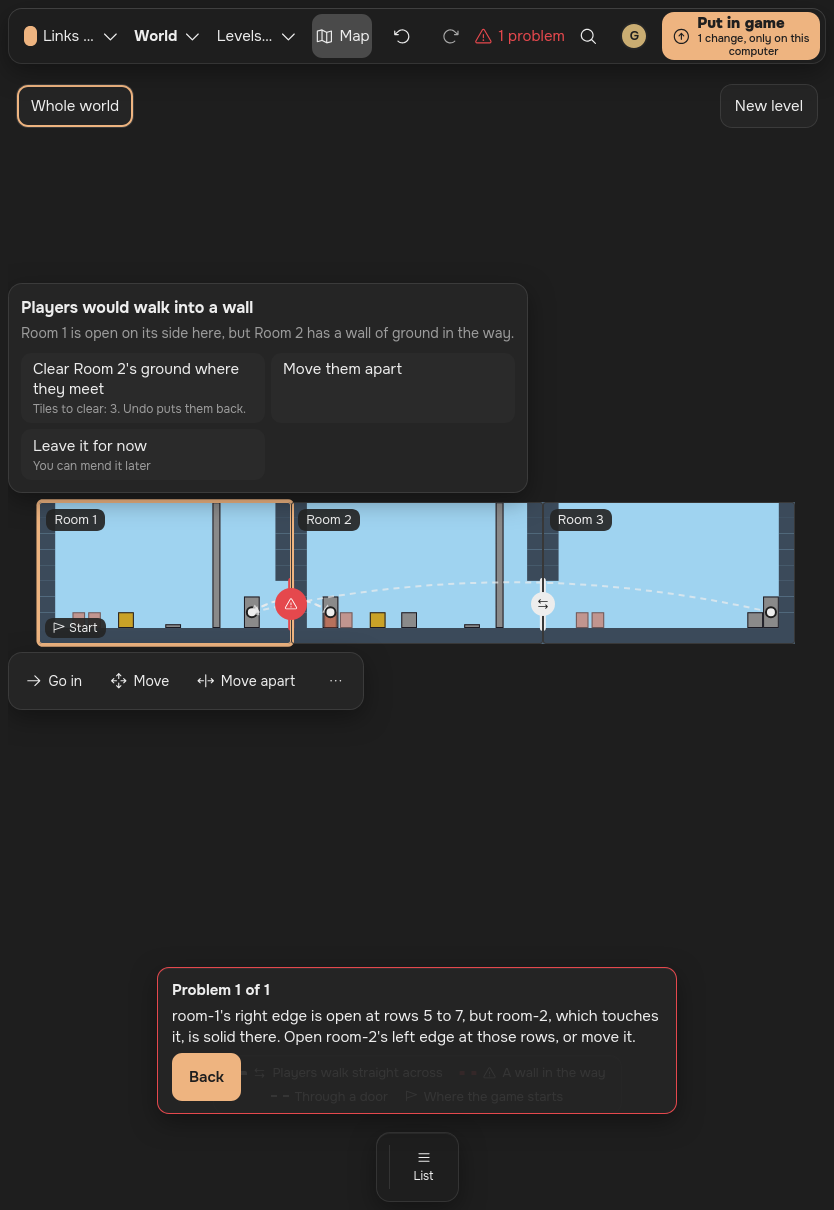 Links ...
World
Levels...
Map
1 problem
G
Put in game
1 change, only on this
computer
Whole world
New level
Players would walk into a wall
Room 1 is open on its side here, but Room 2 has a wall of ground in the way.
Clear Room 2's ground where
they meet
Tiles to clear: 3. Undo puts them back.
Move them apart
Leave it for now
You can mend it later
Room 1
Room 2
Room 3
Start
Go in
Move
Move apart
...
Problem 1 of 1
room-1's right edge is open at rows 5 to 7, but room-2, which touches
it, is solid there. Open room-2's left edge at those rows, or move it.
Back
Players walk straight across
A wall in the way
Through a door
Where the game starts
List